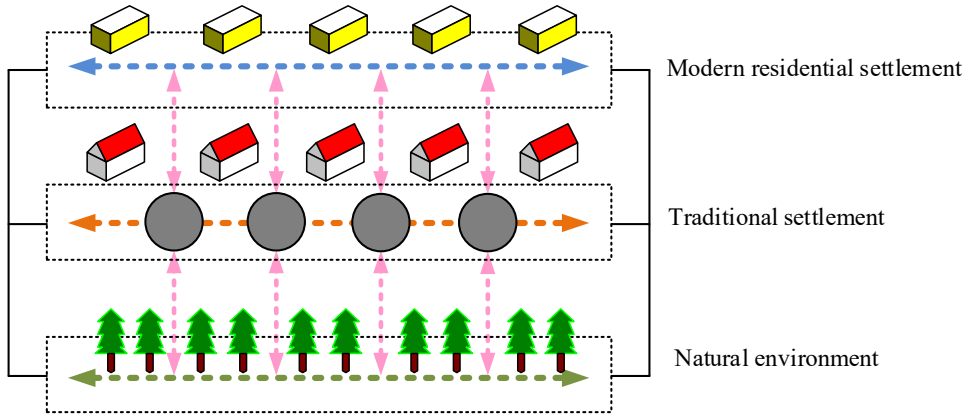 Modern residential settlement
Traditional settlement
Natural environment